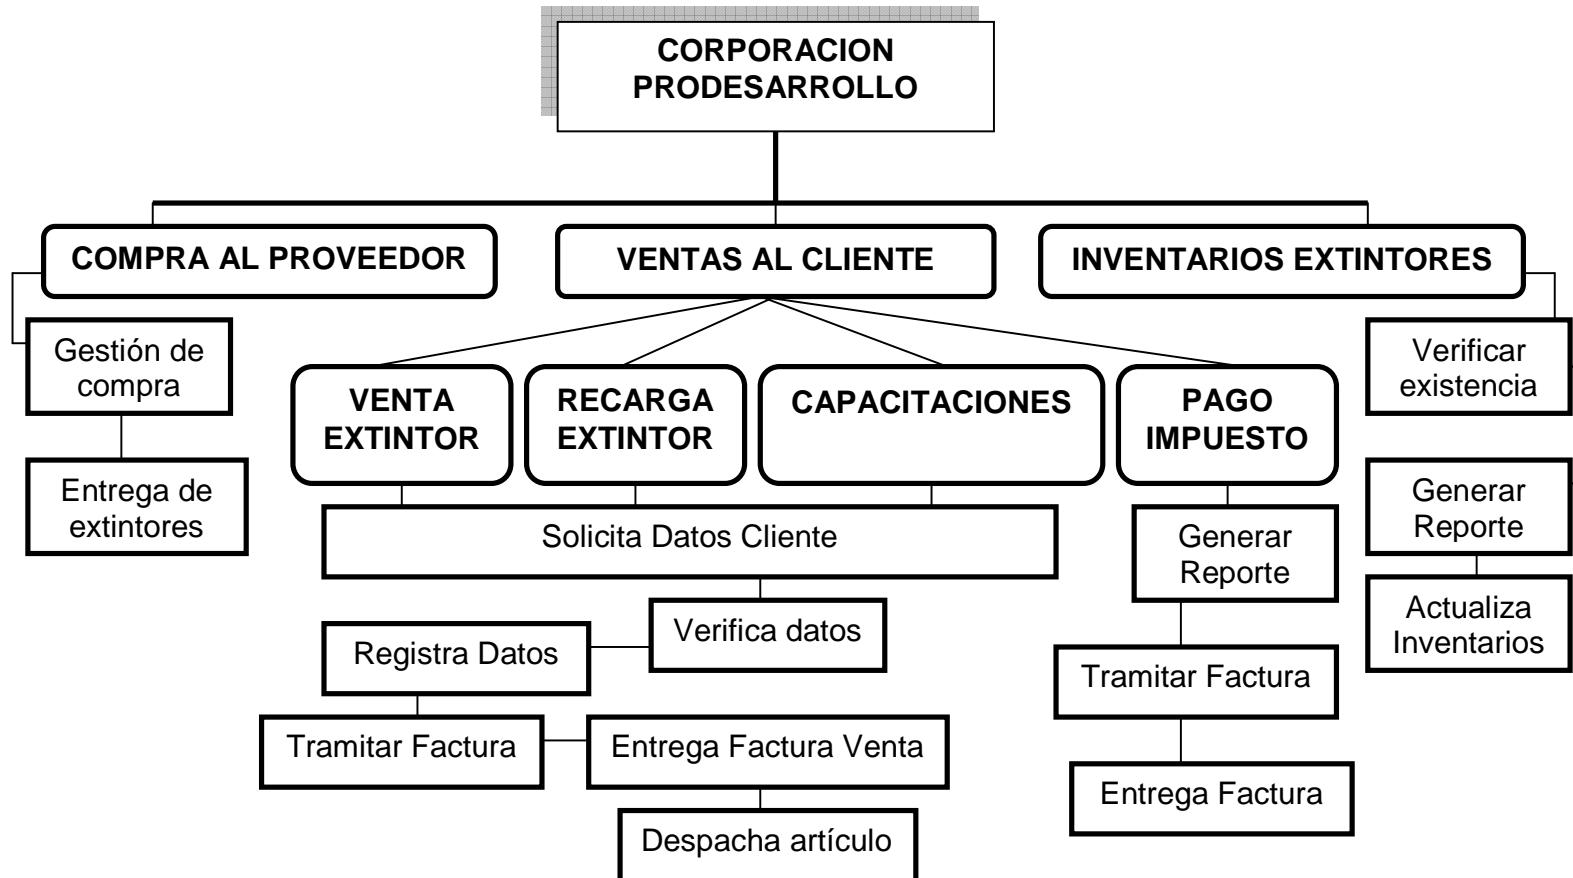 CORPORACION
PRODESARROLLO
COMPRA AL PROVEEDOR
VENTAS AL CLIENTE
INVENTARIOS EXTINTORES
Gestión de
compra
Entrega de
extintores
VENTA
EXTINTOR
RECARGA
EXTINTOR
CAPACITACIONES
PAGO
IMPUESTO
Verificar
existencia
Generar
Reporte
Actualiza
Inventarios
Solicita Datos Cliente
Verifica datos
Registra Datos
Tramitar Factura
Entrega Factura Venta
Despacha artículo
Generar
Reporte
Tramitar Factura
Entrega Factura